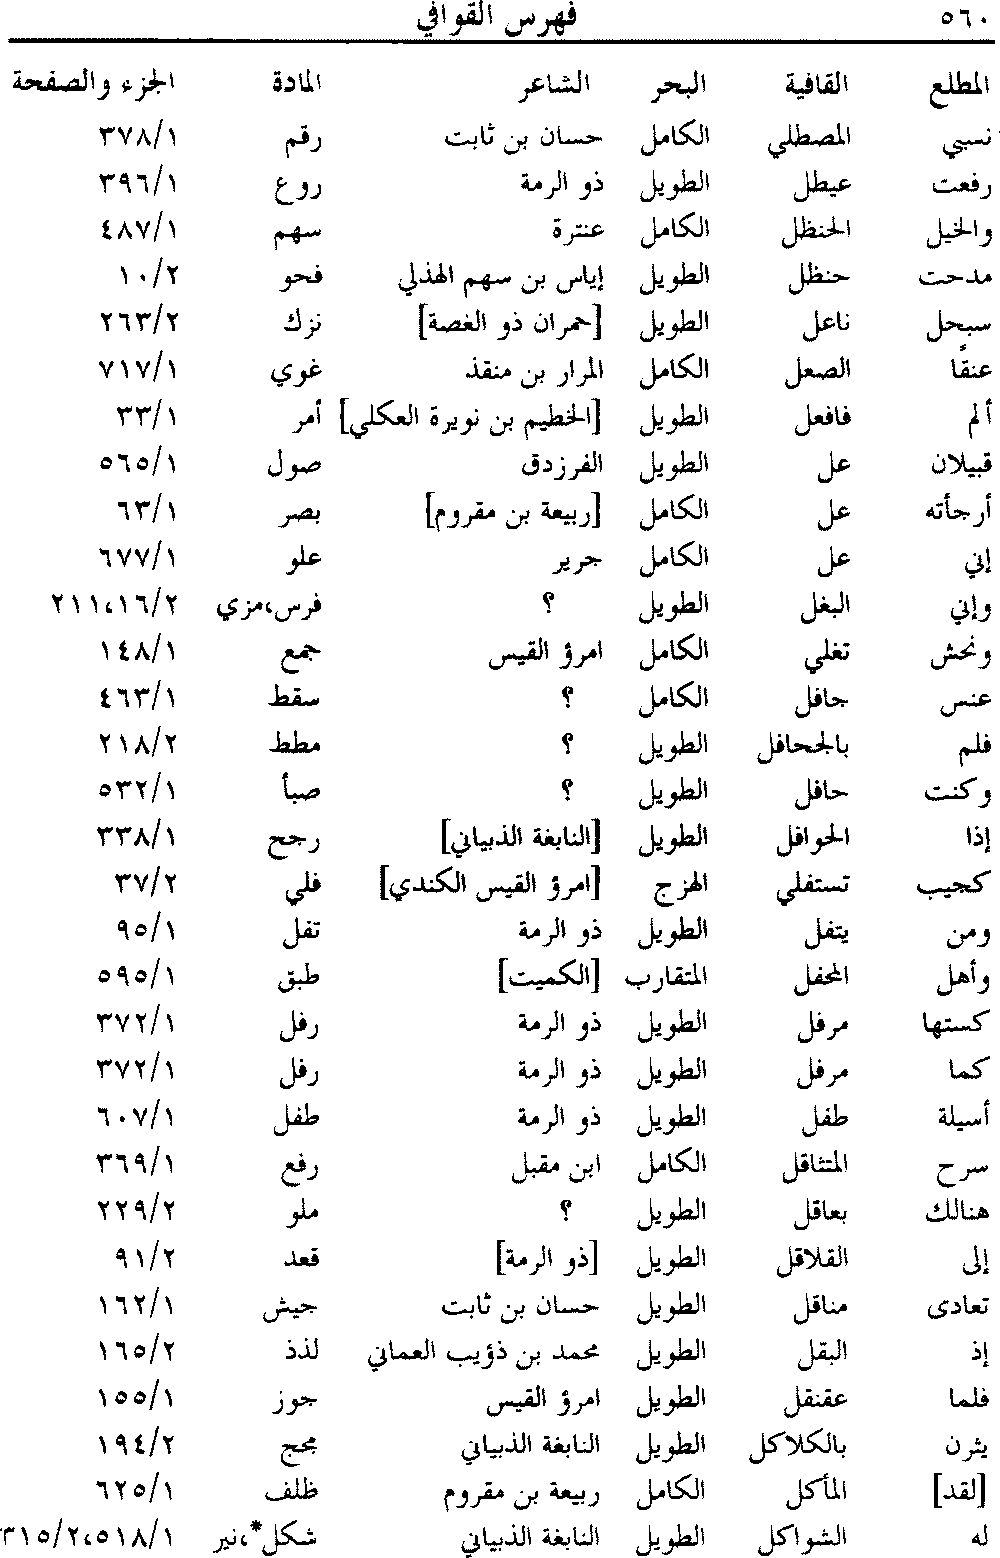 ٥٦٠ فهرس القوافي
المطلع القافية البحر الشاعر المادة الجزء والصفحة
نسبي المصطلي الكامل حسان بن ثابت رقم ٣٧٨/١
رفعت عيطل الطويل ذو الرمة روع ٣٩٦/١
والخيل الحنظل الكامل عنترة سهم ٤٨٧/١
مدحت حنظل الطويل إياس بن سهم الهذلي فحو ١٠/٢
سبحل ناعل الطويل [حمران ذو الغصة] نزك ٢٦٣/٢
عنقًا الصعل الكامل المرار بن منقذ غوي ٧١٧/١
ألم فافعل الطويل [الخطيم بن نويرة العكلي] أمر ٣٣/١
قبيلان عل الطويل الفرزدق صول ٥٦٥/١
أرجأته عل الكامل [ربيعة بن مقروم] بصر ٦٣/١
إني عل الكامل جرير علو ٦٧٧/١
وإني البغل الطويل ؟ فرس،مزي ٢١١،١٦/٢
ونحش تغلي الكامل امرؤ القيس جمع ١٤٨/١
عنس حافل الكامل ؟ سقط ٤٦٣/١
فلم بالجحافل الطويل ؟ مطط ٢١٨/٢
وكنت حافل الطويل ؟ صبأ ٥٣٢/١
إذا الحوافل الطويل [النابغة الذبياني] رجح ٣٣٨/١
كجيب تستفلي الهزج [امرؤ القيس الكندي] فلي ٣٧/٢
ومن يتفل الطويل ذو الرمة تفل ٩٥/١
وأهل المحفل المتقارب [الكميت] طبق ٥٩٥/١
كستها مرفل الطويل ذو الرمة رفل ٣٧٢/١
كما مرفل الطويل ذو الرمة رفل ٣٧٢/١
أسيلة طفل الطويل ذو الرمة طفل ٦٠٧/١
سرح المتثاقل الكامل ابن مقبل رفع ٣٦٩/١
هنالك بعاقل الطويل ؟ ملو ٢٢٩/٢
إلى القلاقل الطويل [ذو الرمة] قعد ٩١/٢
تعادى مناقل الطويل حسان بن ثابت جيش ١٦٢/١
إذ البقل الطويل محمد بن ذؤيب العماني لذذ ١٦٥/٢
فلما عقنقل الطويل امرؤ القيس جوز ١٥٥/١
يثرن بالكلاكل الطويل النابغة الذبياني مجج ١٩٤/٢
[لقد] المأكل الكامل ربيعة بن مقروم ظلف ٦٢٥/١
له الشواكل الطويل النابغة الذبياني شكل*،نير ٣١٥/٢،٥١٨/١